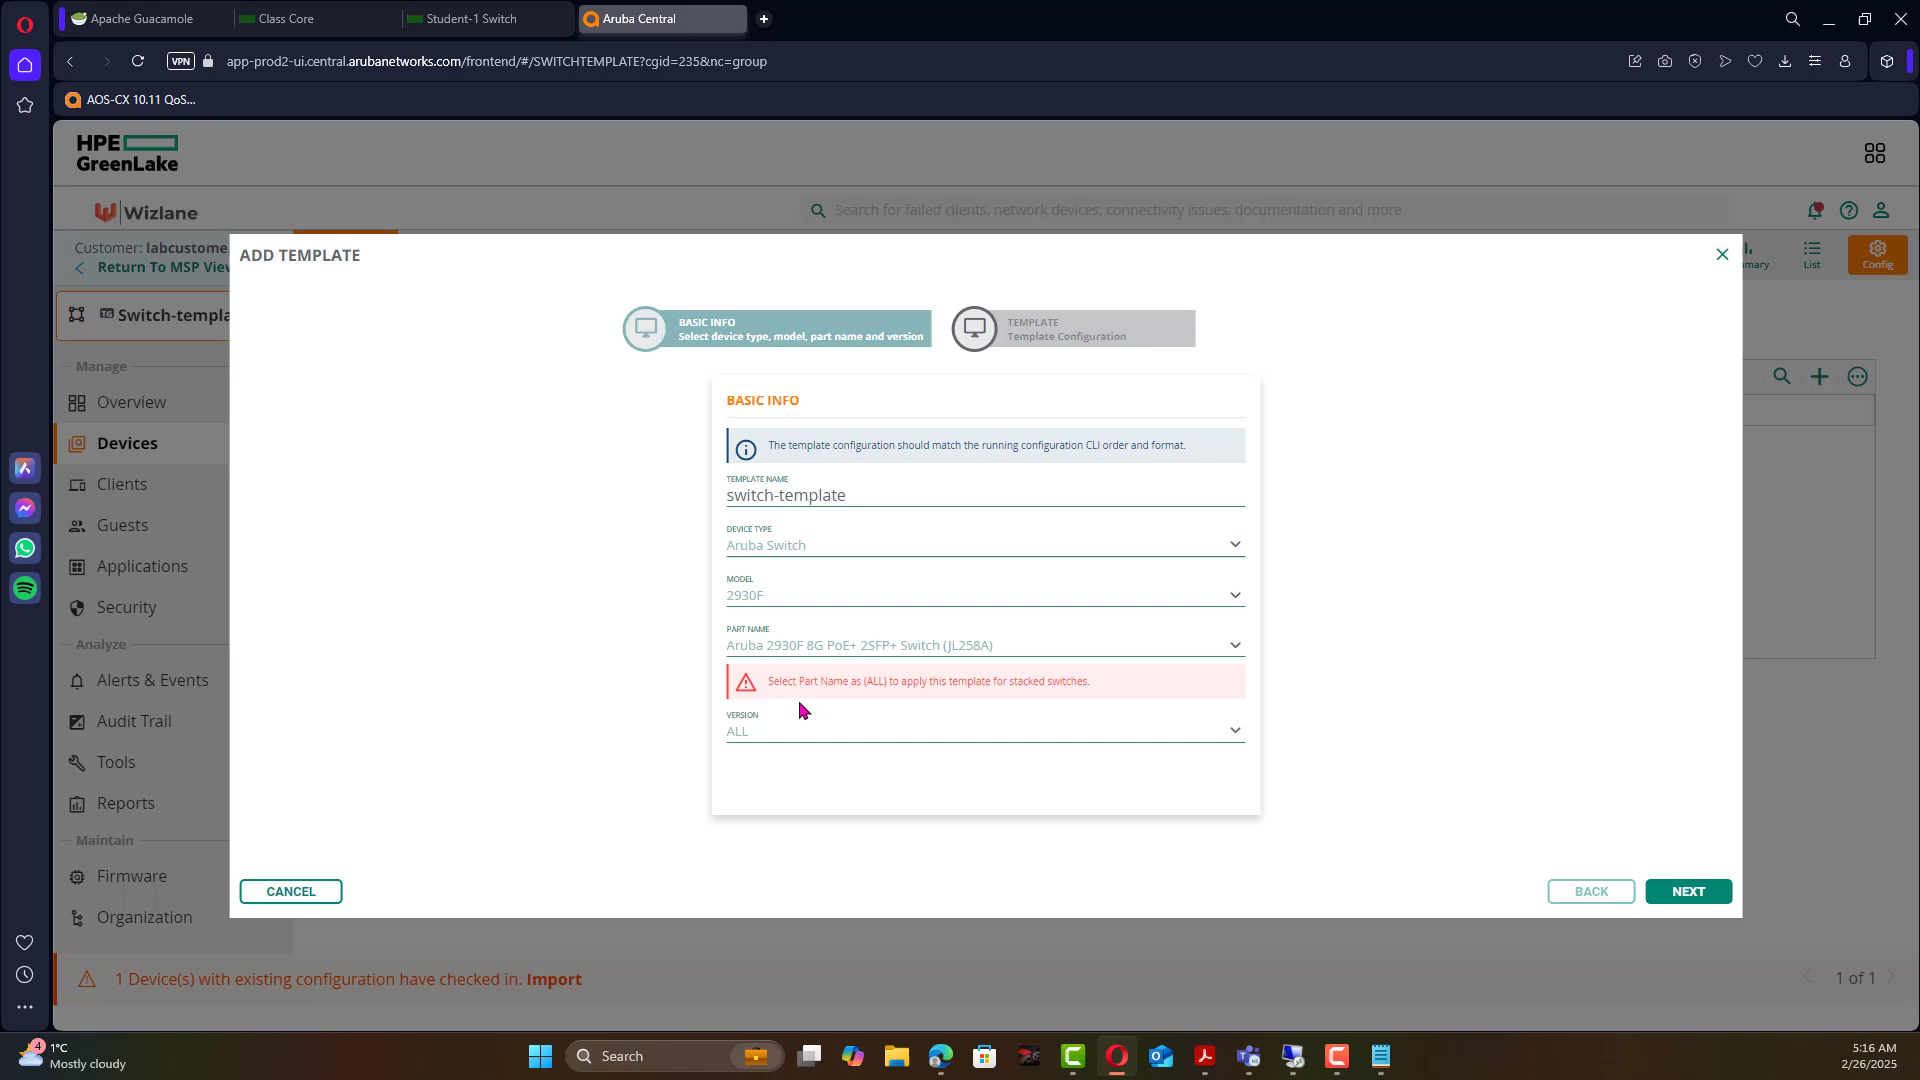 Apache Guacamole
Class Core
Student-1 Switch
Aruba Central
VPN
app-prod2-ui.central.arubanetworks.com/frontend/#/SWITCHTEMPLATE?cgid=235&nc=group
AOS-CX 10.11 QoS...
HPE
GreenLake
Wizlane
Search for failed clients, network devices, connectivity issues, documentation and more
Customer: labcustome
Return To MSP View
mmary
List
Config
TG Switch-templa
Manage
Overview
Devices
Clients
Guests
Applications
Security
Analyze
Alerts & Events
Audit Trail
Tools
Reports
Maintain
Firmware
Organization
ADD TEMPLATE
BASIC INFO
Select device type, model, part name and version
TEMPLATE
Template Configuration
BASIC INFO
The template configuration should match the running configuration CLI order and format.
TEMPLATE NAME
switch-template
DEVICE TYPE
Aruba Switch
MODEL
2930F
PART NAME
Aruba 2930F 8G PoE+ 2SFP+ Switch (JL258A)
Select Part Name as (ALL) to apply this template for stacked switches.
VERSION
ALL
CANCEL
BACK
NEXT
1 Device(s) with existing configuration have checked in. Import
1 of 1
4
1°C
Mostly cloudy
Search
5:16 AM
2/26/2025